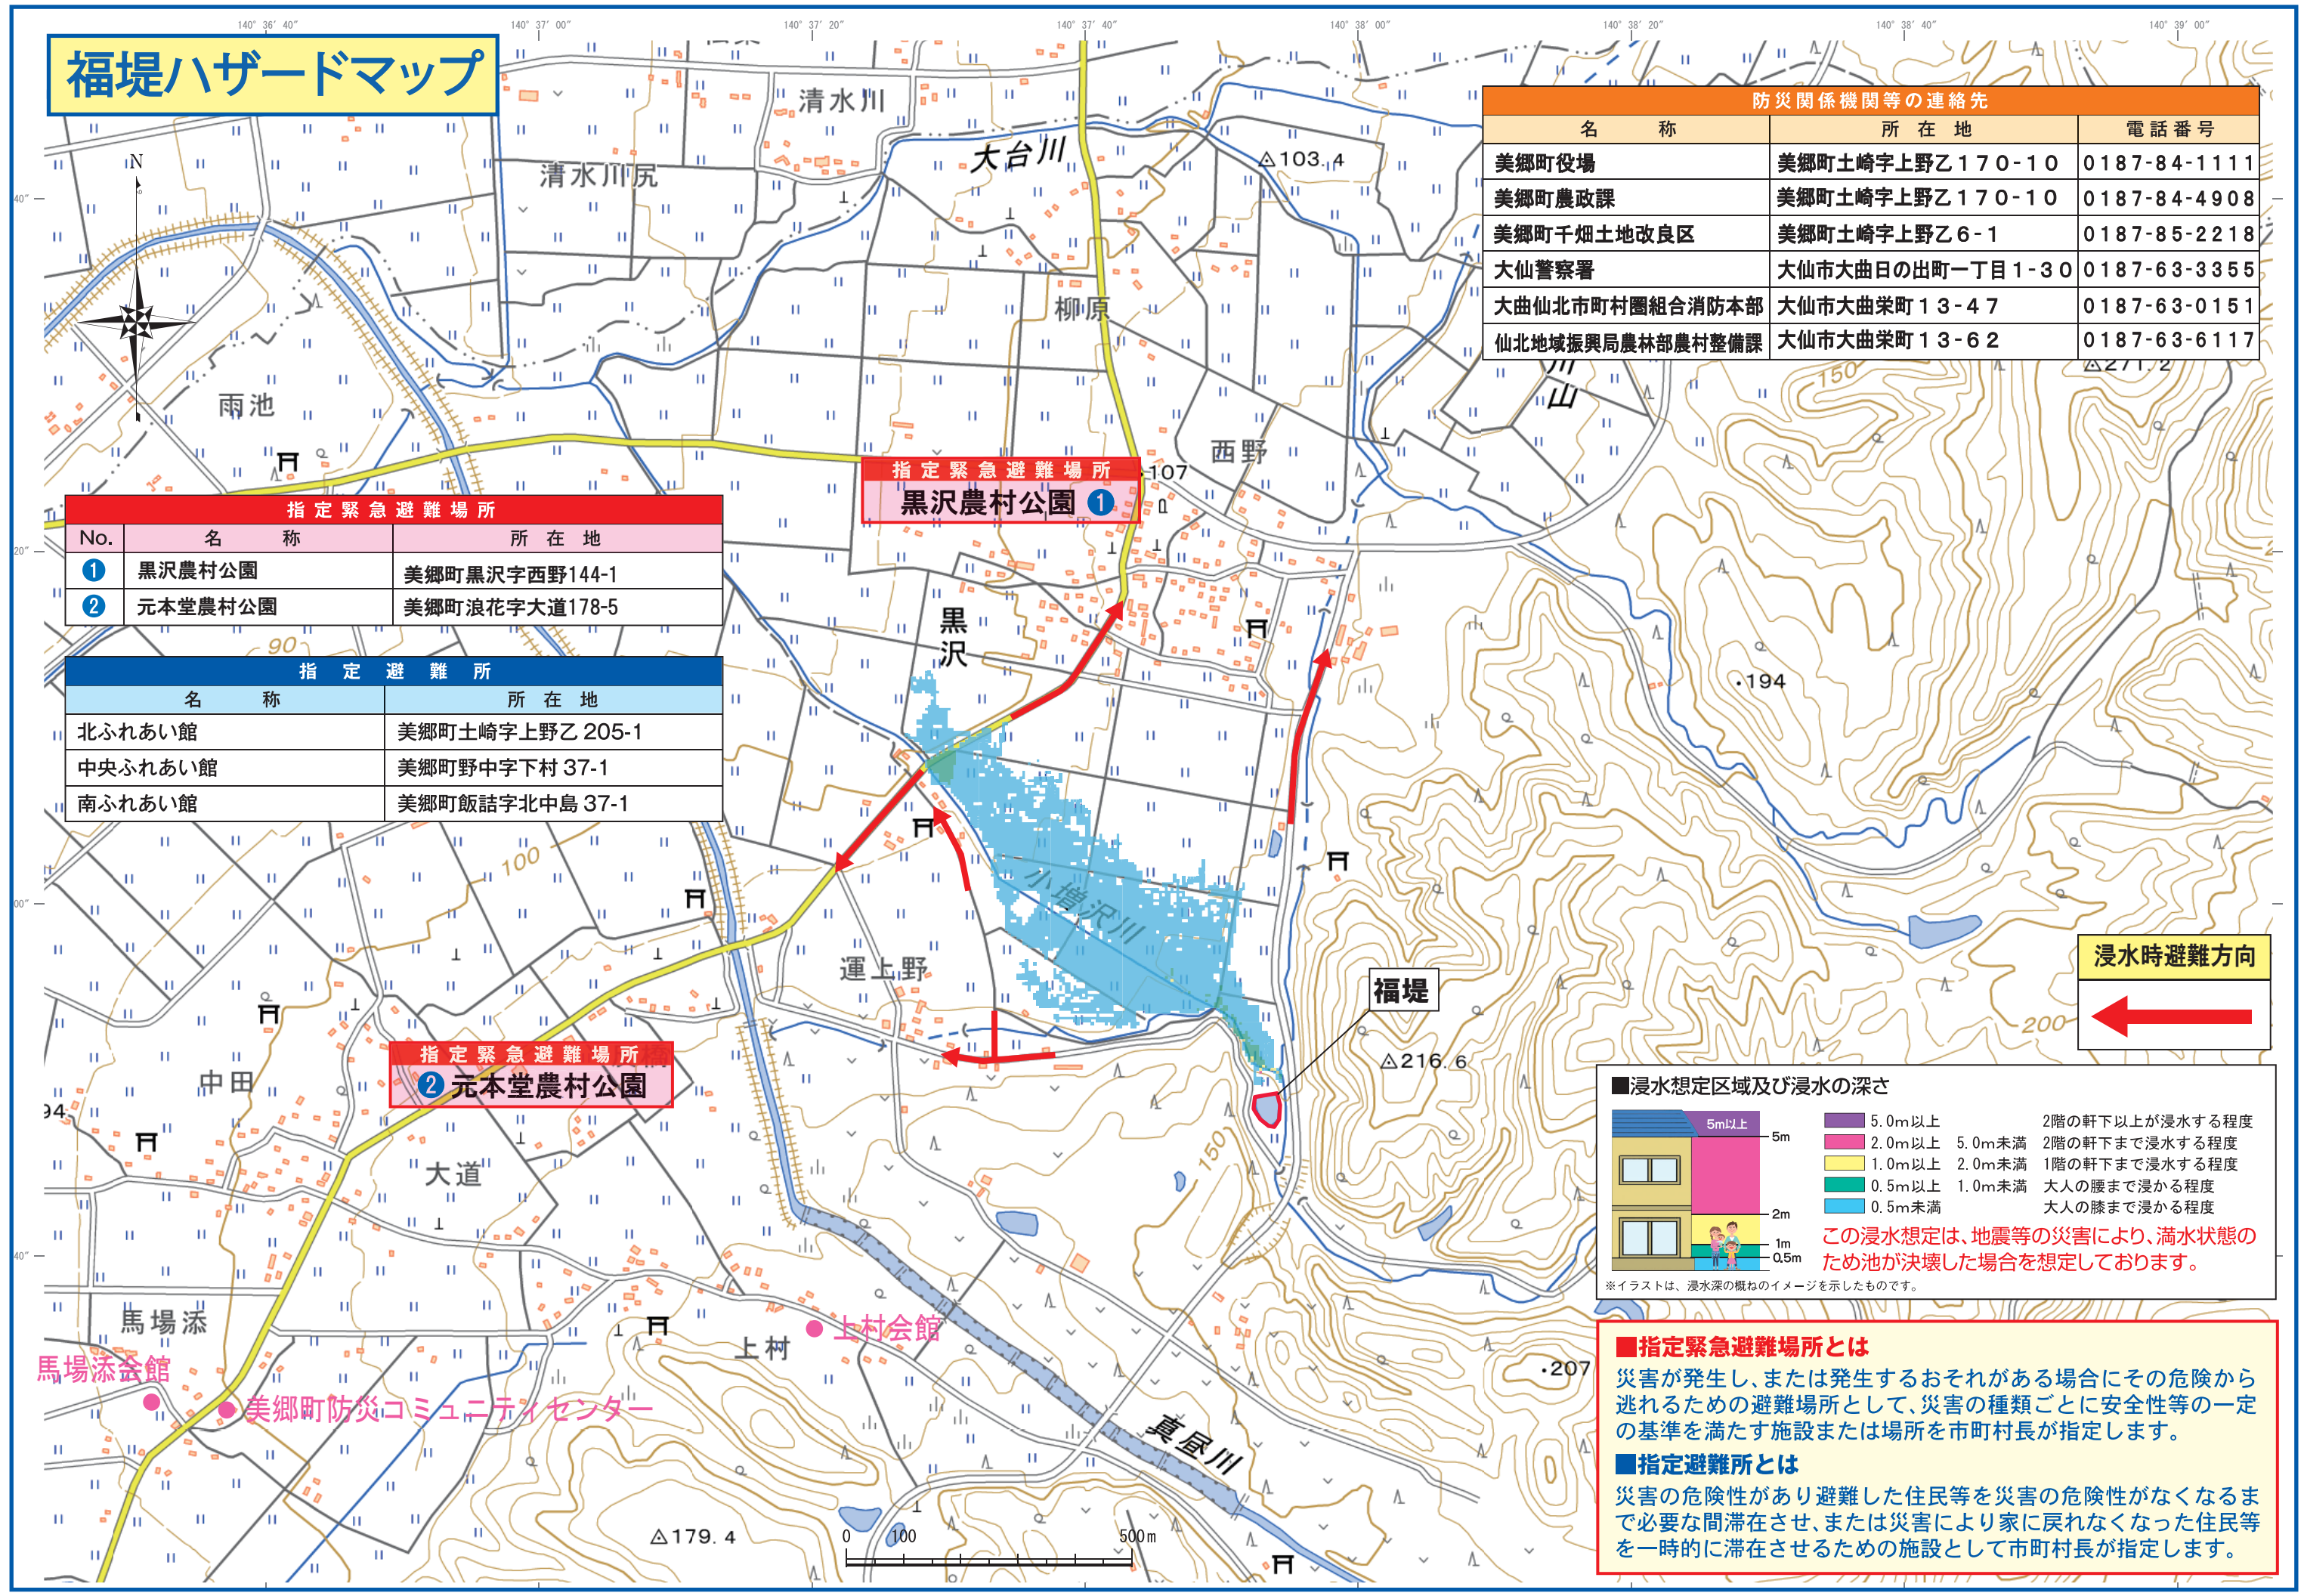 140° 36′ 40″
140° 37′ 00″
140° 37′ 20″
140° 37′ 40″
140° 38′ 00″
140° 38′ 20″
140° 38′ 40″
140° 39′ 00″
福堤ハザードマップ
防災関係機関等の連絡先
名 称 所在地 電話番号
美郷町役場 美郷町土崎字上野乙170-10 0187-84-1111
美郷町農政課 美郷町土崎字上野乙170-10 0187-84-4908
美郷町千畑土地改良区 美郷町土崎字上野乙6-1 0187-85-2218
大仙警察署 大仙市大曲日の出町一丁目1-30 0187-63-3355
大曲仙北市町村圏組合消防本部 大仙市大曲栄町13-47 0187-63-0151
仙北地域振興局農林部農村整備課 大仙市大曲栄町13-62 0187-63-6117
清水川
大台川
清水川尻
103.4
N
40″
柳原
川山
271.2
150
雨池
西野
107
指定緊急避難場所
黒沢農村公園 1
指定緊急避難場所
No. 名 称 所在地
1 黒沢農村公園 美郷町黒沢字西野144-1
2 元本堂農村公園 美郷町浪花字大道178-5
20″
90
黒沢
194
指定避難所
名 称 所在地
北ふれあい館 美郷町土崎字上野乙205-1
中央ふれあい館 美郷町野中字下村37-1
南ふれあい館 美郷町飯詰字北中島37-1
100
小増沢川
00″
運上野
福堤
浸水時避難方向
200
216.6
指定緊急避難場所
2 元本堂農村公園
中田
94
大道
150
■浸水想定区域及び浸水の深さ
5m以上
5m
2m
1m
0.5m
5.0m以上 2階の軒下以上が浸水する程度
2.0m以上 5.0m未満 2階の軒下まで浸水する程度
1.0m以上 2.0m未満 1階の軒下まで浸水する程度
0.5m以上 1.0m未満 大人の腰まで浸かる程度
0.5m未満 大人の膝まで浸かる程度
この浸水想定は、地震等の災害により、満水状態の
ため池が決壊した場合を想定しております。
※イラストは、浸水深の概ねのイメージを示したものです。
40″
馬場添
上村会館
上村
馬場添会館
美郷町防災コミュニティセンター
207
真昼川
179.4
0 100 500m
■指定緊急避難場所とは
災害が発生し、または発生するおそれがある場合にその危険から
逃れるための避難場所として、災害の種類ごとに安全性等の一定
の基準を満たす施設または場所を市町村長が指定します。
■指定避難所とは
災害の危険性があり避難した住民等を災害の危険性がなくなるま
で必要な間滞在させ、または災害により家に戻れなくなった住民等
を一時的に滞在させるための施設として市町村長が指定します。